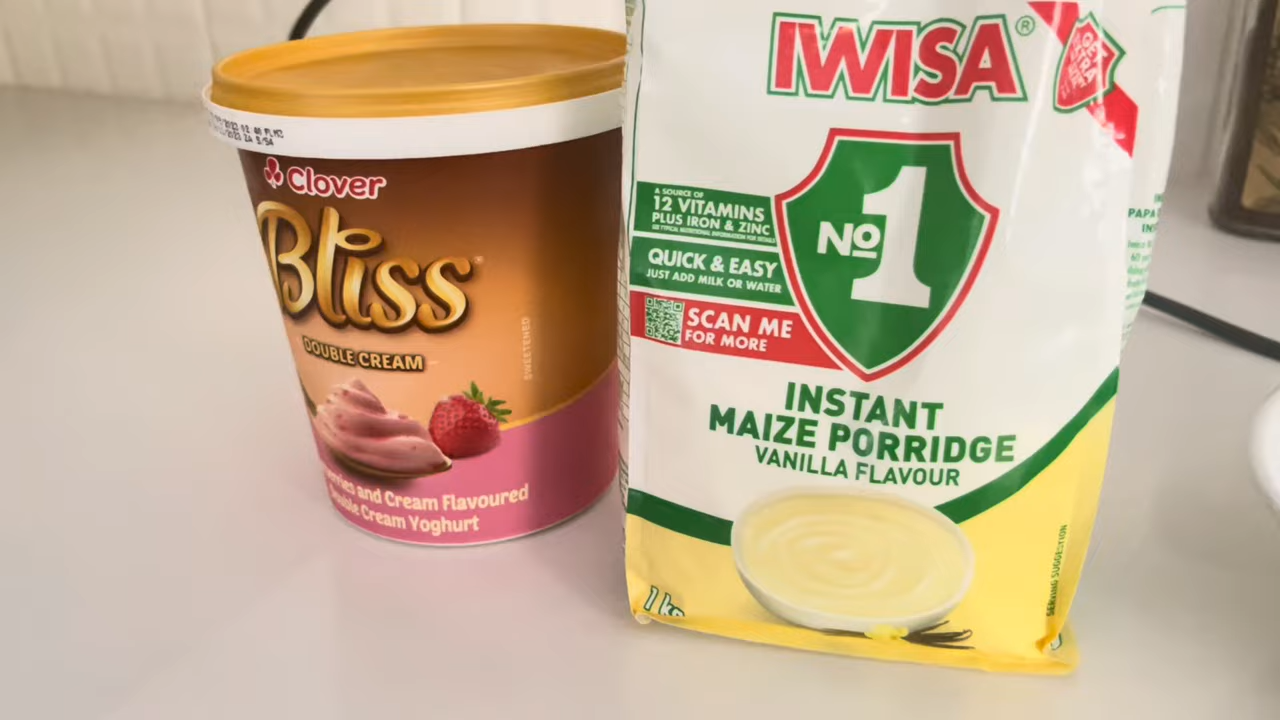 Clover
Bliss
DOUBLE CREAM
SWEETENED
and Cream Flavoured
Cream Yoghurt
IWISA®
No 1
A SOURCE OF
12 VITAMINS
PLUS IRON & ZINC
QUICK & EASY
JUST ADD MILK OR WATER
SCAN ME
FOR MORE
INSTANT
MAIZE PORRIDGE
VANILLA FLAVOUR
1kg
SERVING SUGGESTION